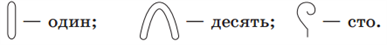 — один; — десять; — сто.